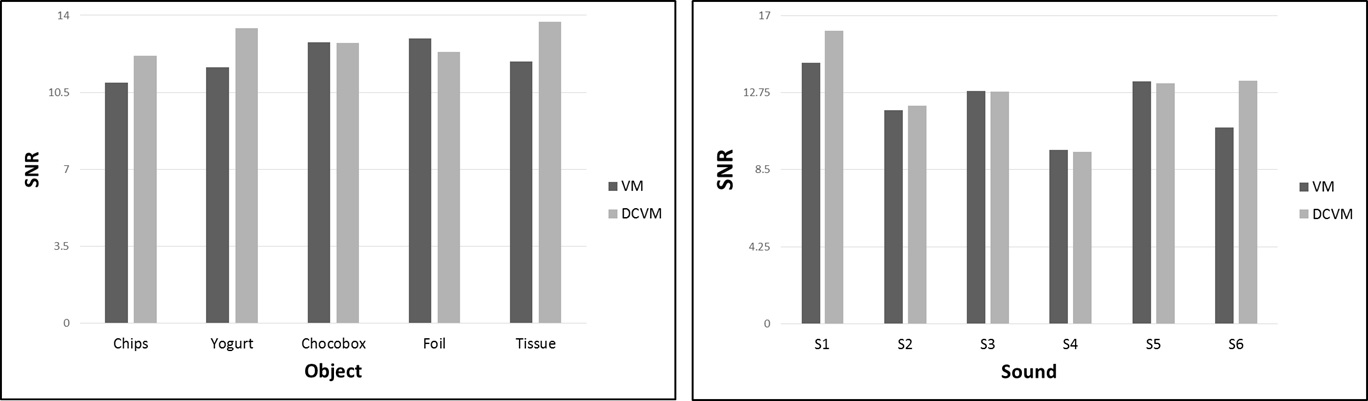 14
10.5
7
3.5
0
SNR
Chips Yogurt Chocobox Foil Tissue
Object
VM
DCVM
17
12.75
8.5
4.25
0
SNR
S1 S2 S3 S4 S5 S6
Sound
VM
DCVM